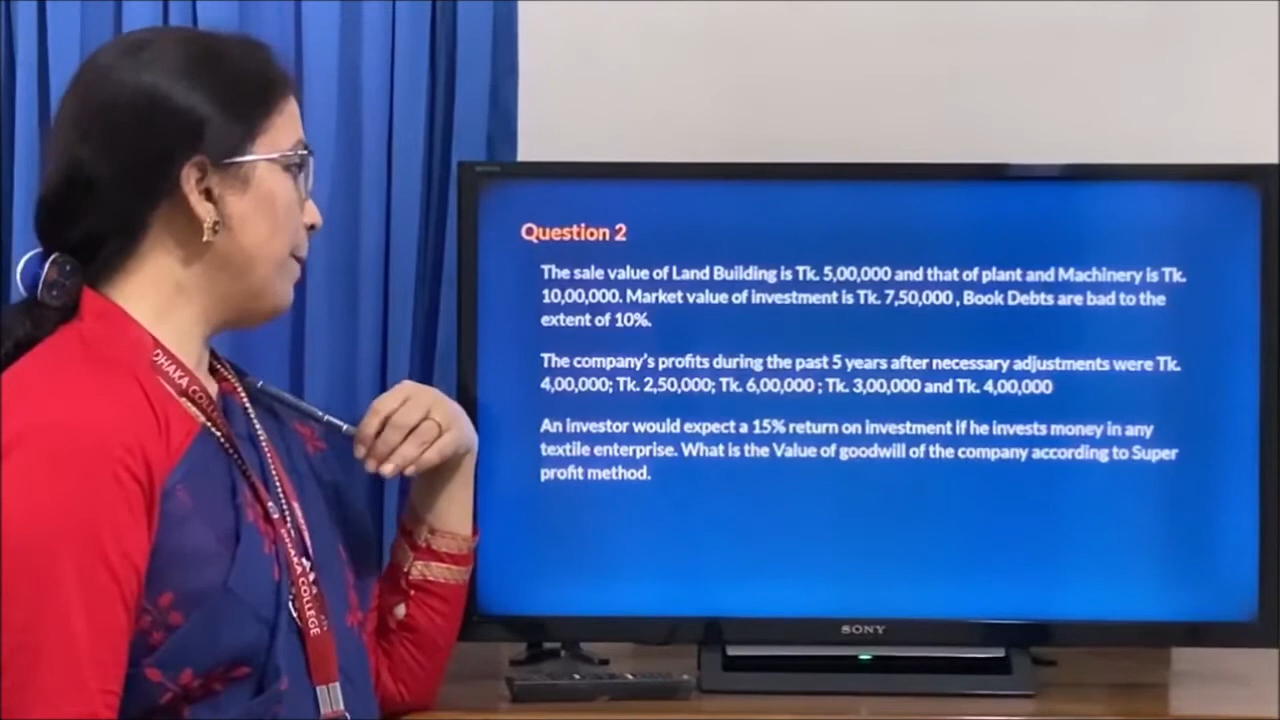 Question 2
The sale value of Land Building is Tk. 5,00,000 and that of plant and Machinery is Tk.
10,00,000. Market value of investment is Tk. 7,50,000 , Book Debts are bad to the
extent of 10%.
The company's profits during the past 5 years after necessary adjustments were Tk.
4,00,000; Tk. 2,50,000; Tk. 6,00,000 ; Tk. 3,00,000 and Tk. 4,00,000
An investor would expect a 15% return on investment if he invests money in any
textile enterprise. What is the Value of goodwill of the company according to Super
profit method.
SONY
DHAKA COLLEGE
DHAKA COLLEGE